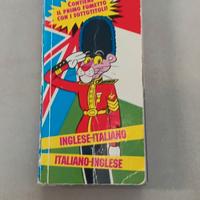 CONTIENE
IL PRIMO FUMETTO
CON I SOTTOTITOLI
INGLESE-ITALIANO
ITALIANO-INGLESE